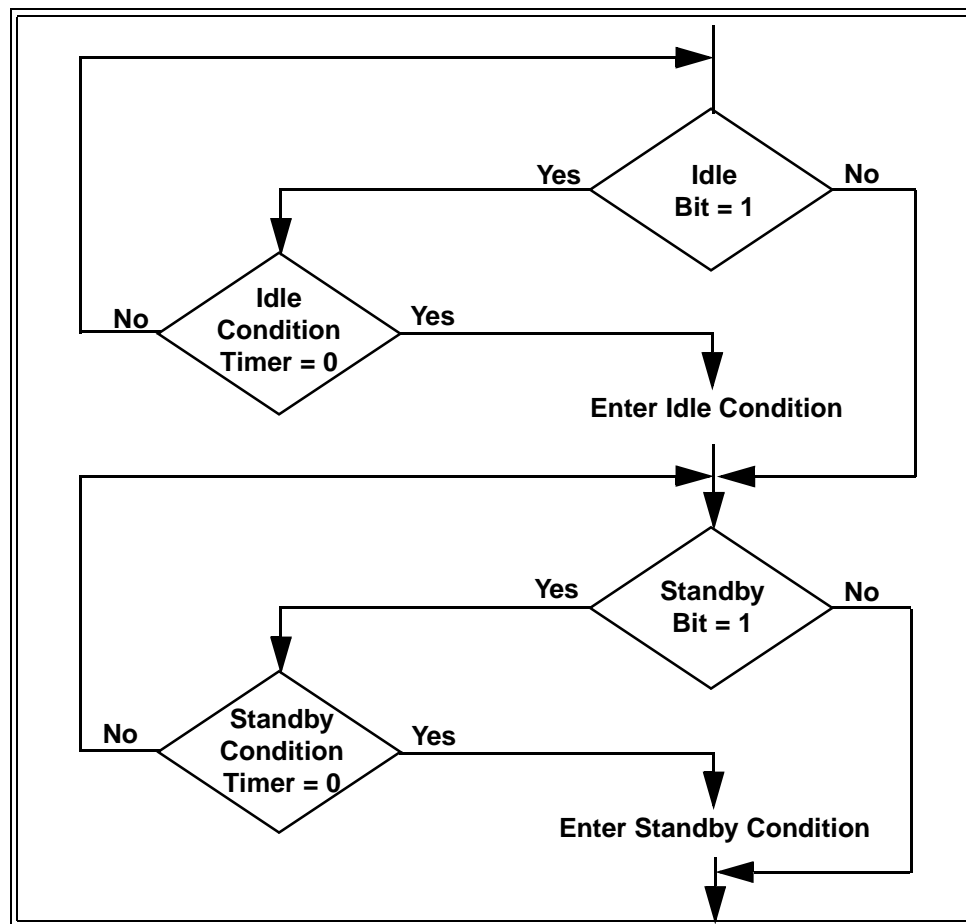 Idle
Bit = 1
Yes
No
Idle
Condition
Timer = 0
No
Yes
Enter Idle Condition
Standby
Bit = 1
Yes
No
Standby
Condition
Timer = 0
No
Yes
Enter Standby Condition